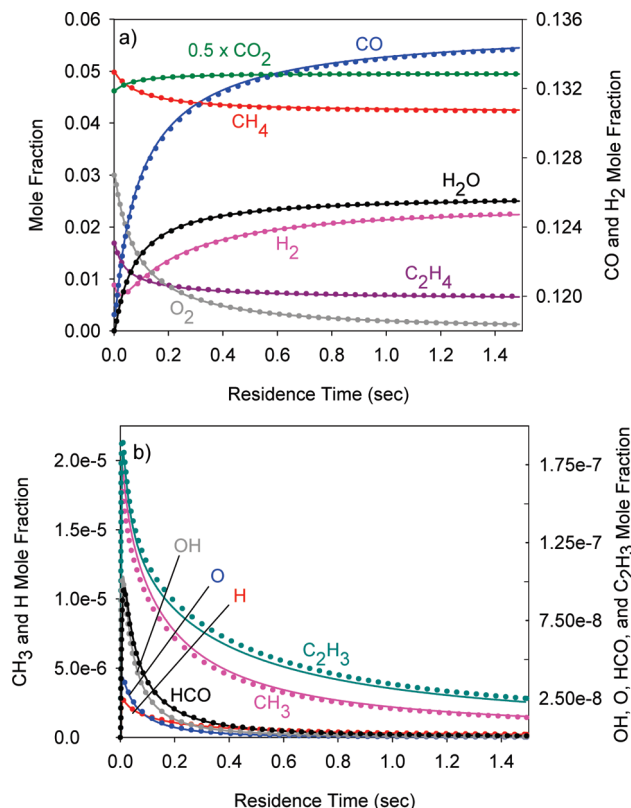 a)
0.5 x CO2
CO
CH4
H2O
H2
C2H4
O2
Mole Fraction
0.06
0.05
0.04
0.03
0.02
0.01
0.00
CO and H2 Mole Fraction
0.136
0.132
0.128
0.124
0.120
0.0 0.2 0.4 0.6 0.8 1.0 1.2 1.4
Residence Time (sec)
b)
OH
O
H
C2H3
HCO
CH3
CH3 and H Mole Fraction
2.0e-5
1.5e-5
1.0e-5
5.0e-6
0.0
OH, O, HCO, and C2H3 Mole Fraction
1.75e-7
1.25e-7
7.50e-8
2.50e-8
0.0 0.2 0.4 0.6 0.8 1.0 1.2 1.4
Residence Time (sec)